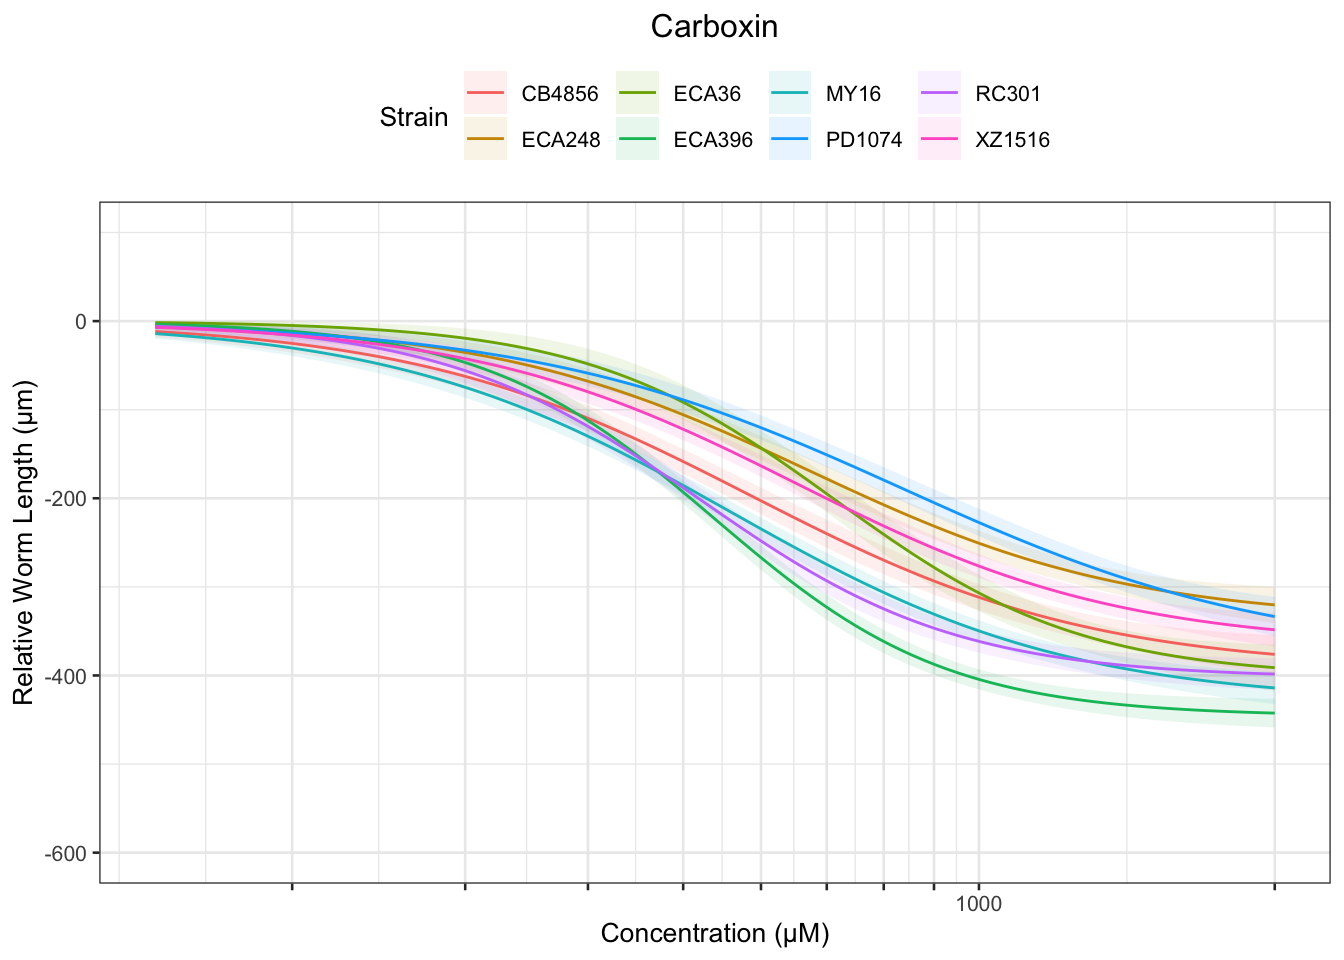 Carboxin
Strain
CB4856 ECA36 MY16 RC301
ECA248 ECA396 PD1074 XZ1516
Relative Worm Length (µm)
0
-200
-400
-600
1000
Concentration (µM)